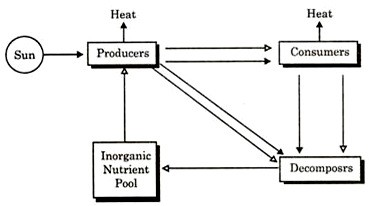 Heat
Heat
Sun
Producers
Consumers
Inorganic
Nutrient
Pool
Decomposrs